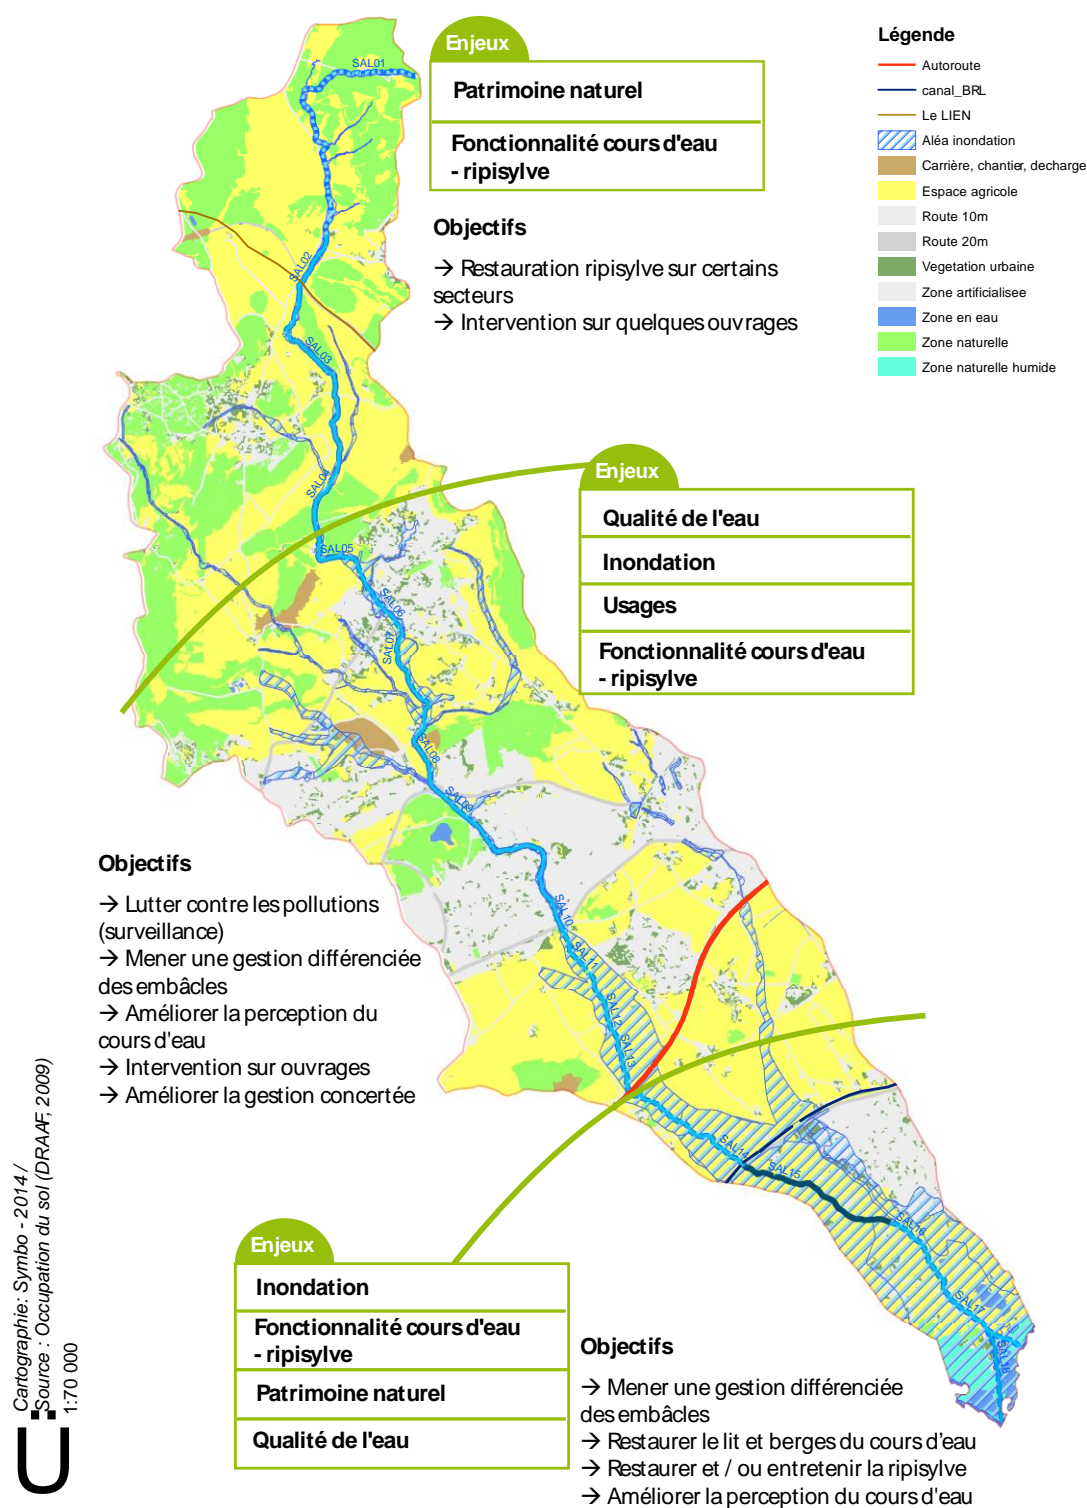 Enjeux
Patrimoine naturel
Fonctionnalité cours d'eau
- ripisylve
Objectifs
→ Restauration ripisylve sur certains
secteurs
→ Intervention sur quelques ouvrages
Légende
Autoroute
canal_BRL
Le LIEN
Aléa inondation
Carrière, chantier, decharge
Espace agricole
Route 10m
Route 20m
Vegetation urbaine
Zone artificialisee
Zone en eau
Zone naturelle
Zone naturelle humide
SAL01
SAL02
SAL03
SAL04
SAL05
SAL06
SAL07
SAL08
SAL09
SAL10
SAL11
SAL12
SAL13
SAL14
SAL15
SAL16
SAL17
SAL18
Enjeux
Qualité de l'eau
Inondation
Usages
Fonctionnalité cours d'eau
- ripisylve
Objectifs
→ Lutter contre les pollutions
(surveillance)
→ Mener une gestion différenciée
des embâcles
→ Améliorer la perception du
cours d'eau
→ Intervention sur ouvrages
→ Améliorer la gestion concertée
Enjeux
Inondation
Fonctionnalité cours d'eau
- ripisylve
Patrimoine naturel
Qualité de l'eau
Objectifs
→ Mener une gestion différenciée
des embâcles
→ Restaurer le lit et berges du cours d'eau
→ Restaurer et / ou entretenir la ripisylve
→ Améliorer la perception du cours d'eau
Cartographie: Symbo - 2014 /
Source : Occupation du sol (DRAAF, 2009)
1:70 000
Ü